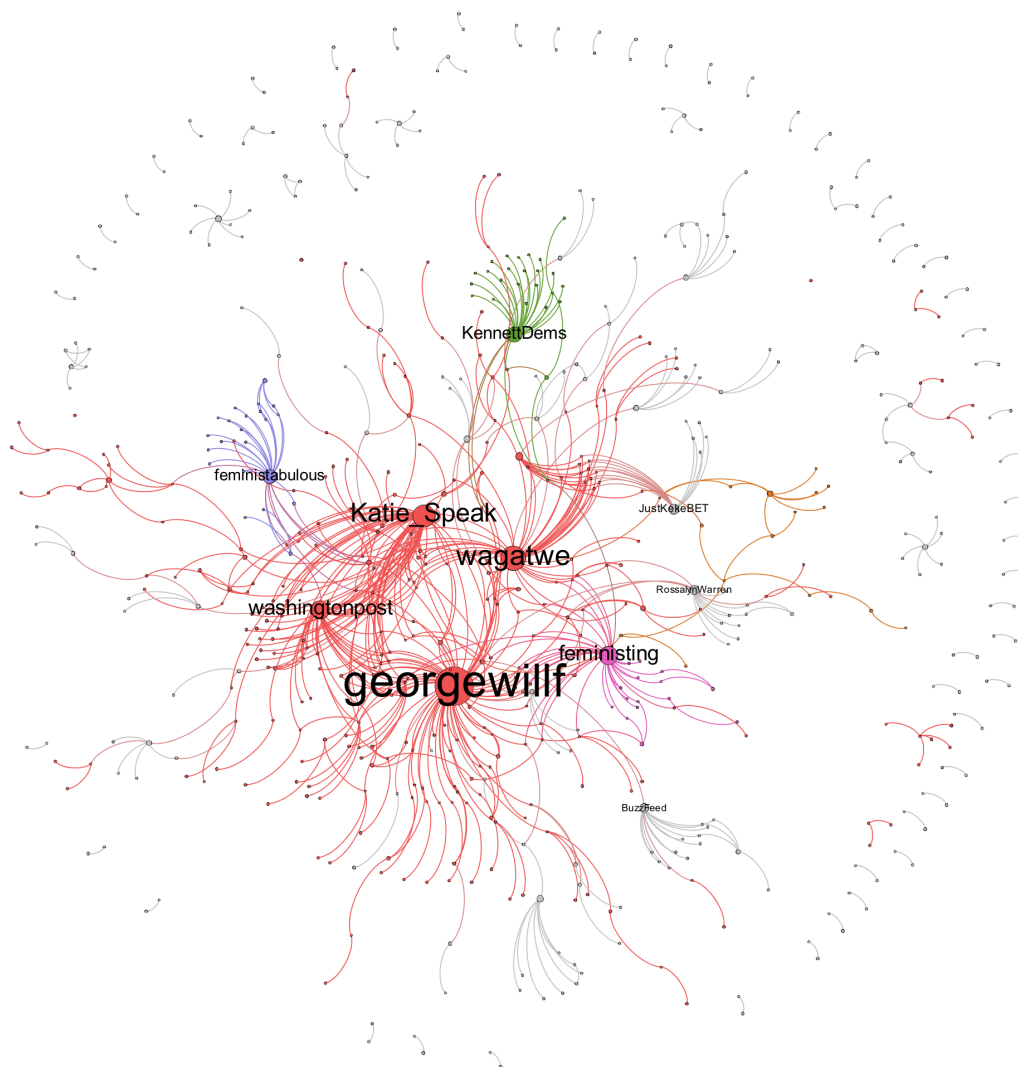 KennettDems
feministabulous
JustKekeBET
Katie_Speak
wagatwe
RossalynWarren
washingtonpost
feministing
georgewillf
BuzzFeed